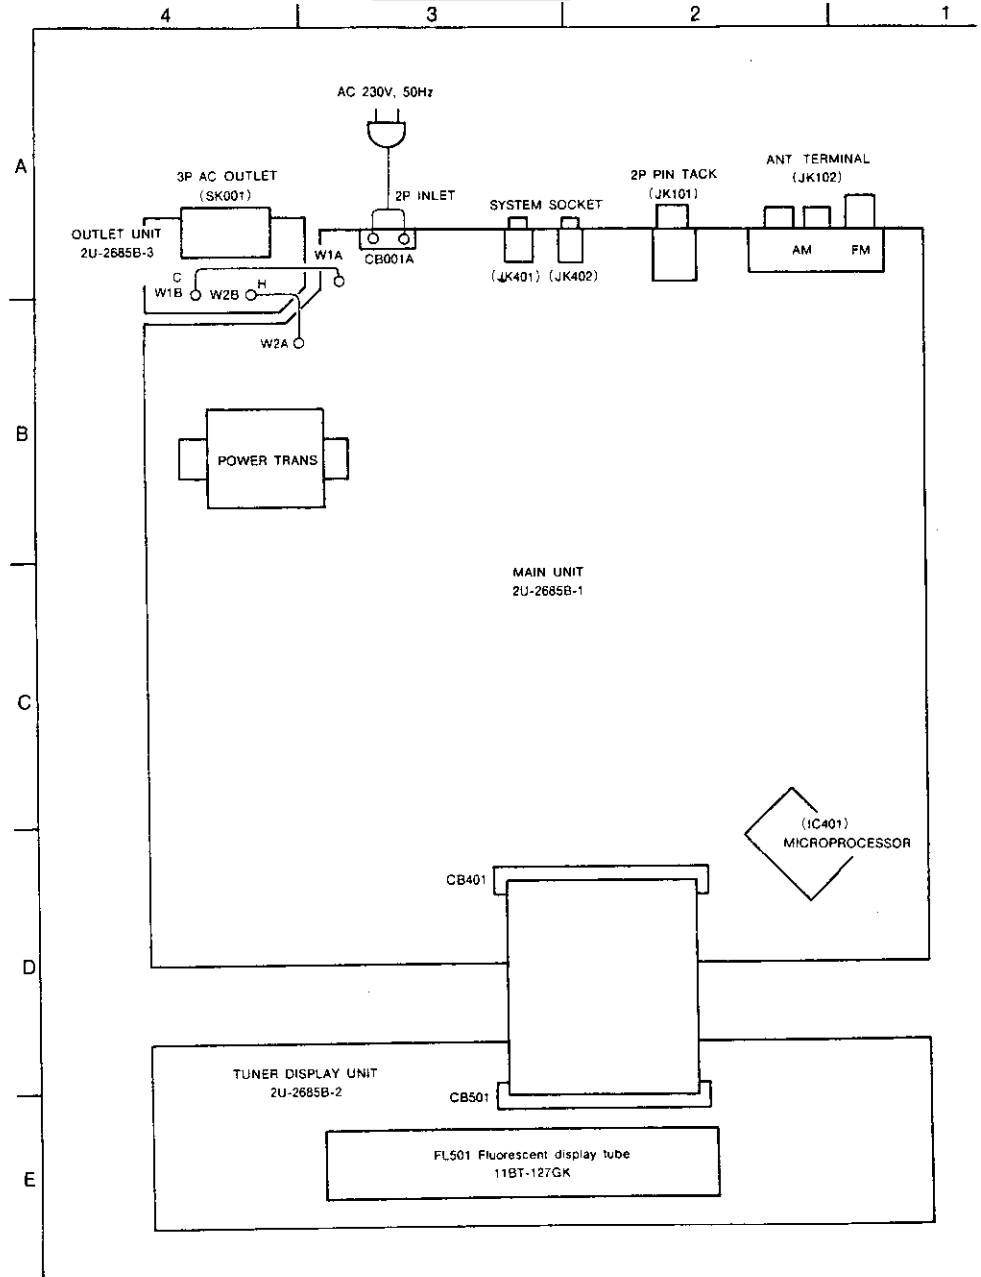 4 3 2 1
AC 230V, 50Hz
A
3P AC OUTLET
(SK001)
2P INLET
SYSTEM SOCKET
2P PIN TACK
(JK101)
ANT TERMINAL
(JK102)
OUTLET UNIT
2U-2685B-3
W1A
CB001A
(JK401) (JK402)
AM FM
C
W1B W2B H
W2A
B
POWER TRANS
MAIN UNIT
2U-2685B-1
C
(IC401)
MICROPROCESSOR
CB401
D
TUNER DISPLAY UNIT
2U-2685B-2
CB501
E
FL501 Fluorescent display tube
11BT-127GK